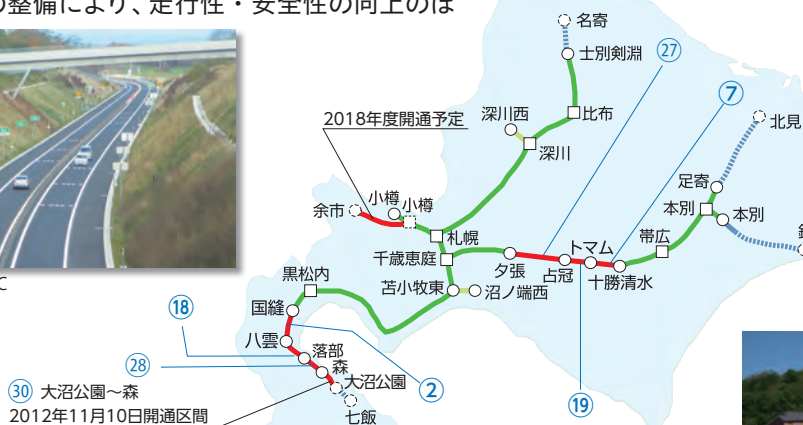 の整備により、走行性・安全性の向上のほ
名寄
士別剣淵
27
7
2018年度開通予定
深川西
比布
深川
北見
足寄
本別
本別
余市
小樽
小樽
札幌
帯広
千歳恵庭
夕張
占冠
トマム
十勝清水
黒松内
苫小牧東
沼ノ端西
国縫
18
八雲
落部
28
森
大沼公園
2
19
30 大沼公園~森
2012年11月10日開通区間
七飯